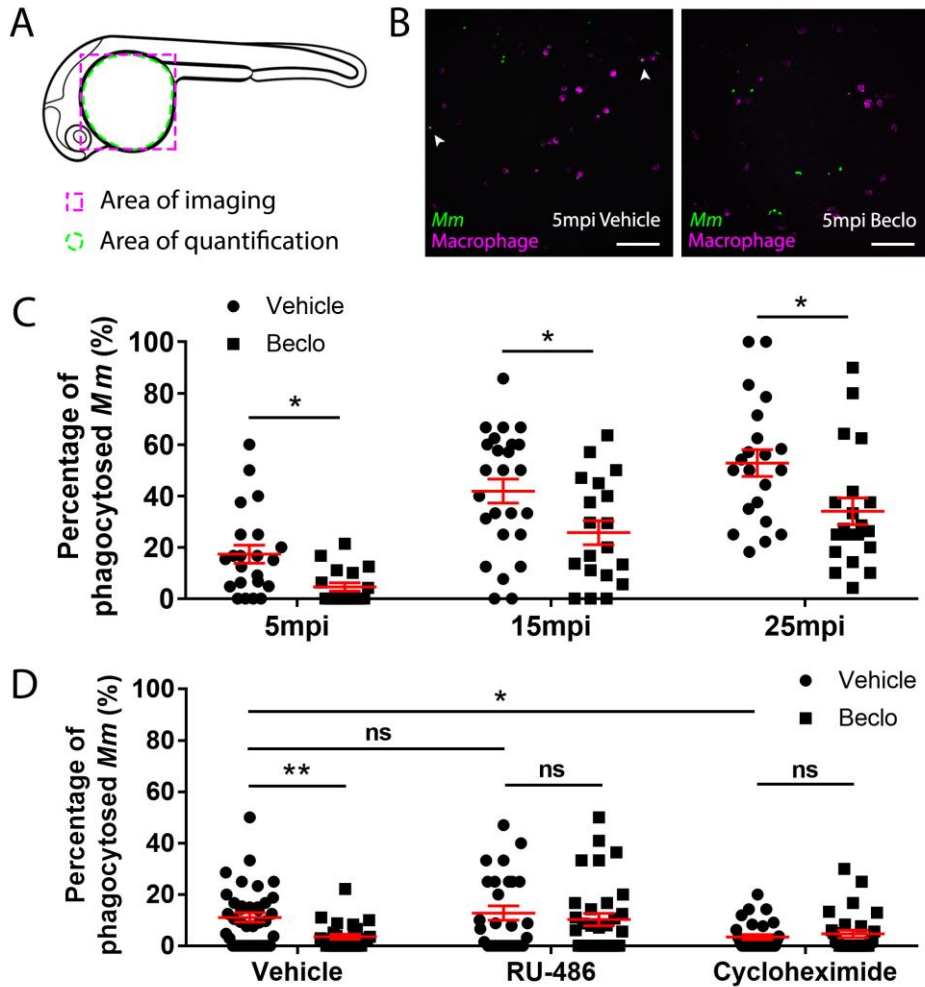 A
Area of imaging
Area of quantification
B
Mm
Macrophage
5mpi Vehicle
Mm
Macrophage
5mpi Beclo
C
Vehicle
Beclo
Percentage of
phagocytosed Mm (%)
100
80
60
40
20
0
*
*
*
5mpi
15mpi
25mpi
D
Vehicle
Beclo
Percentage of
phagocytosed Mm (%)
100
80
60
40
20
0
*
ns
**
ns
ns
Vehicle
RU-486
Cycloheximide